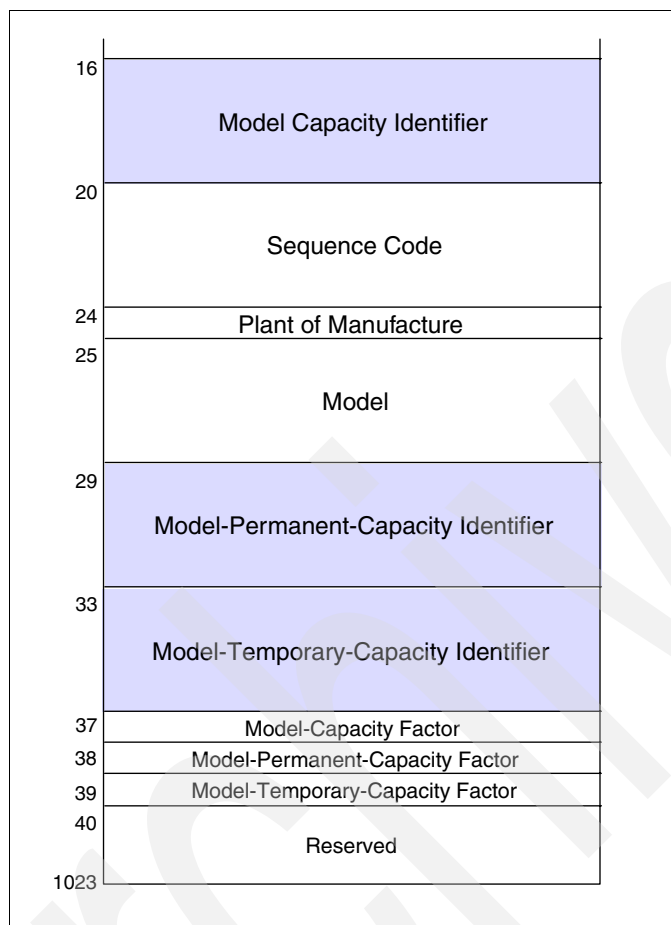 16
Model Capacity Identifier
20
Sequence Code
24
Plant of Manufacture
25
Model
29
Model-Permanent-Capacity Identifier
33
Model-Temporary-Capacity Identifier
37
Model-Capacity Factor
38
Model-Permanent-Capacity Factor
39
Model-Temporary-Capacity Factor
40
Reserved
1023